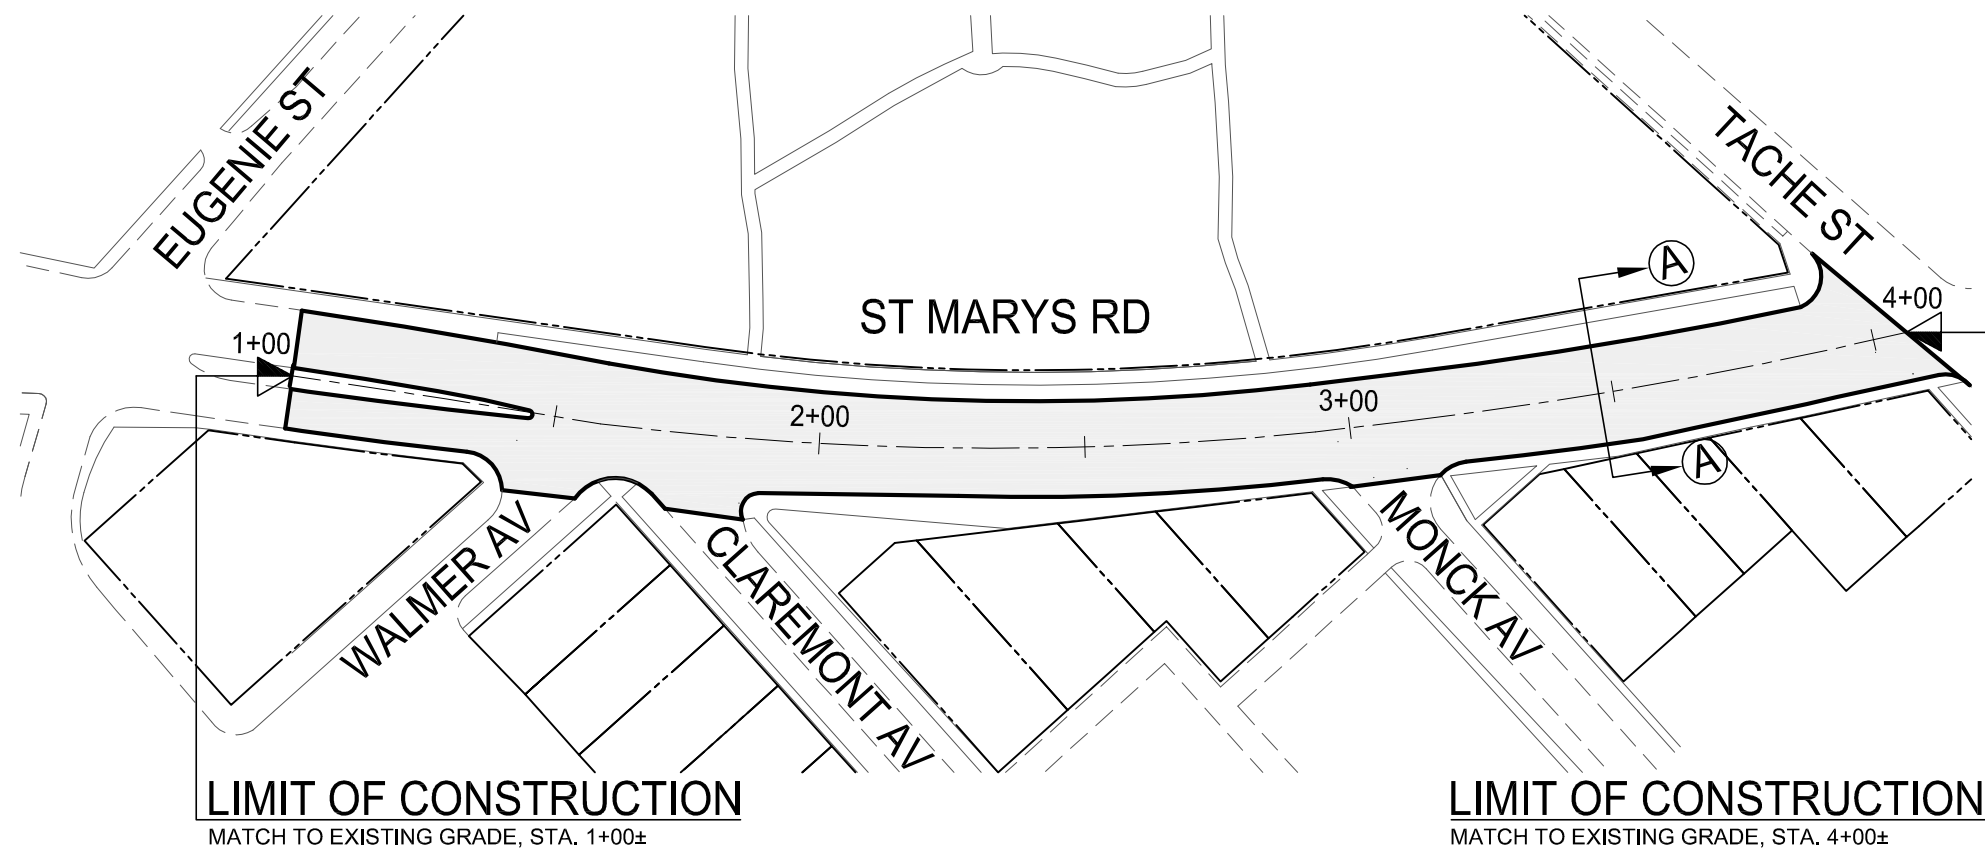 EUGENIE ST
TACHE ST
A
ST MARYS RD
4+00
1+00
2+00
3+00
A
WALMER AV
CLAREMONT AV
MONCK AV
LIMIT OF CONSTRUCTION
MATCH TO EXISTING GRADE, STA. 1+00±
LIMIT OF CONSTRUCTION
MATCH TO EXISTING GRADE, STA. 4+00±